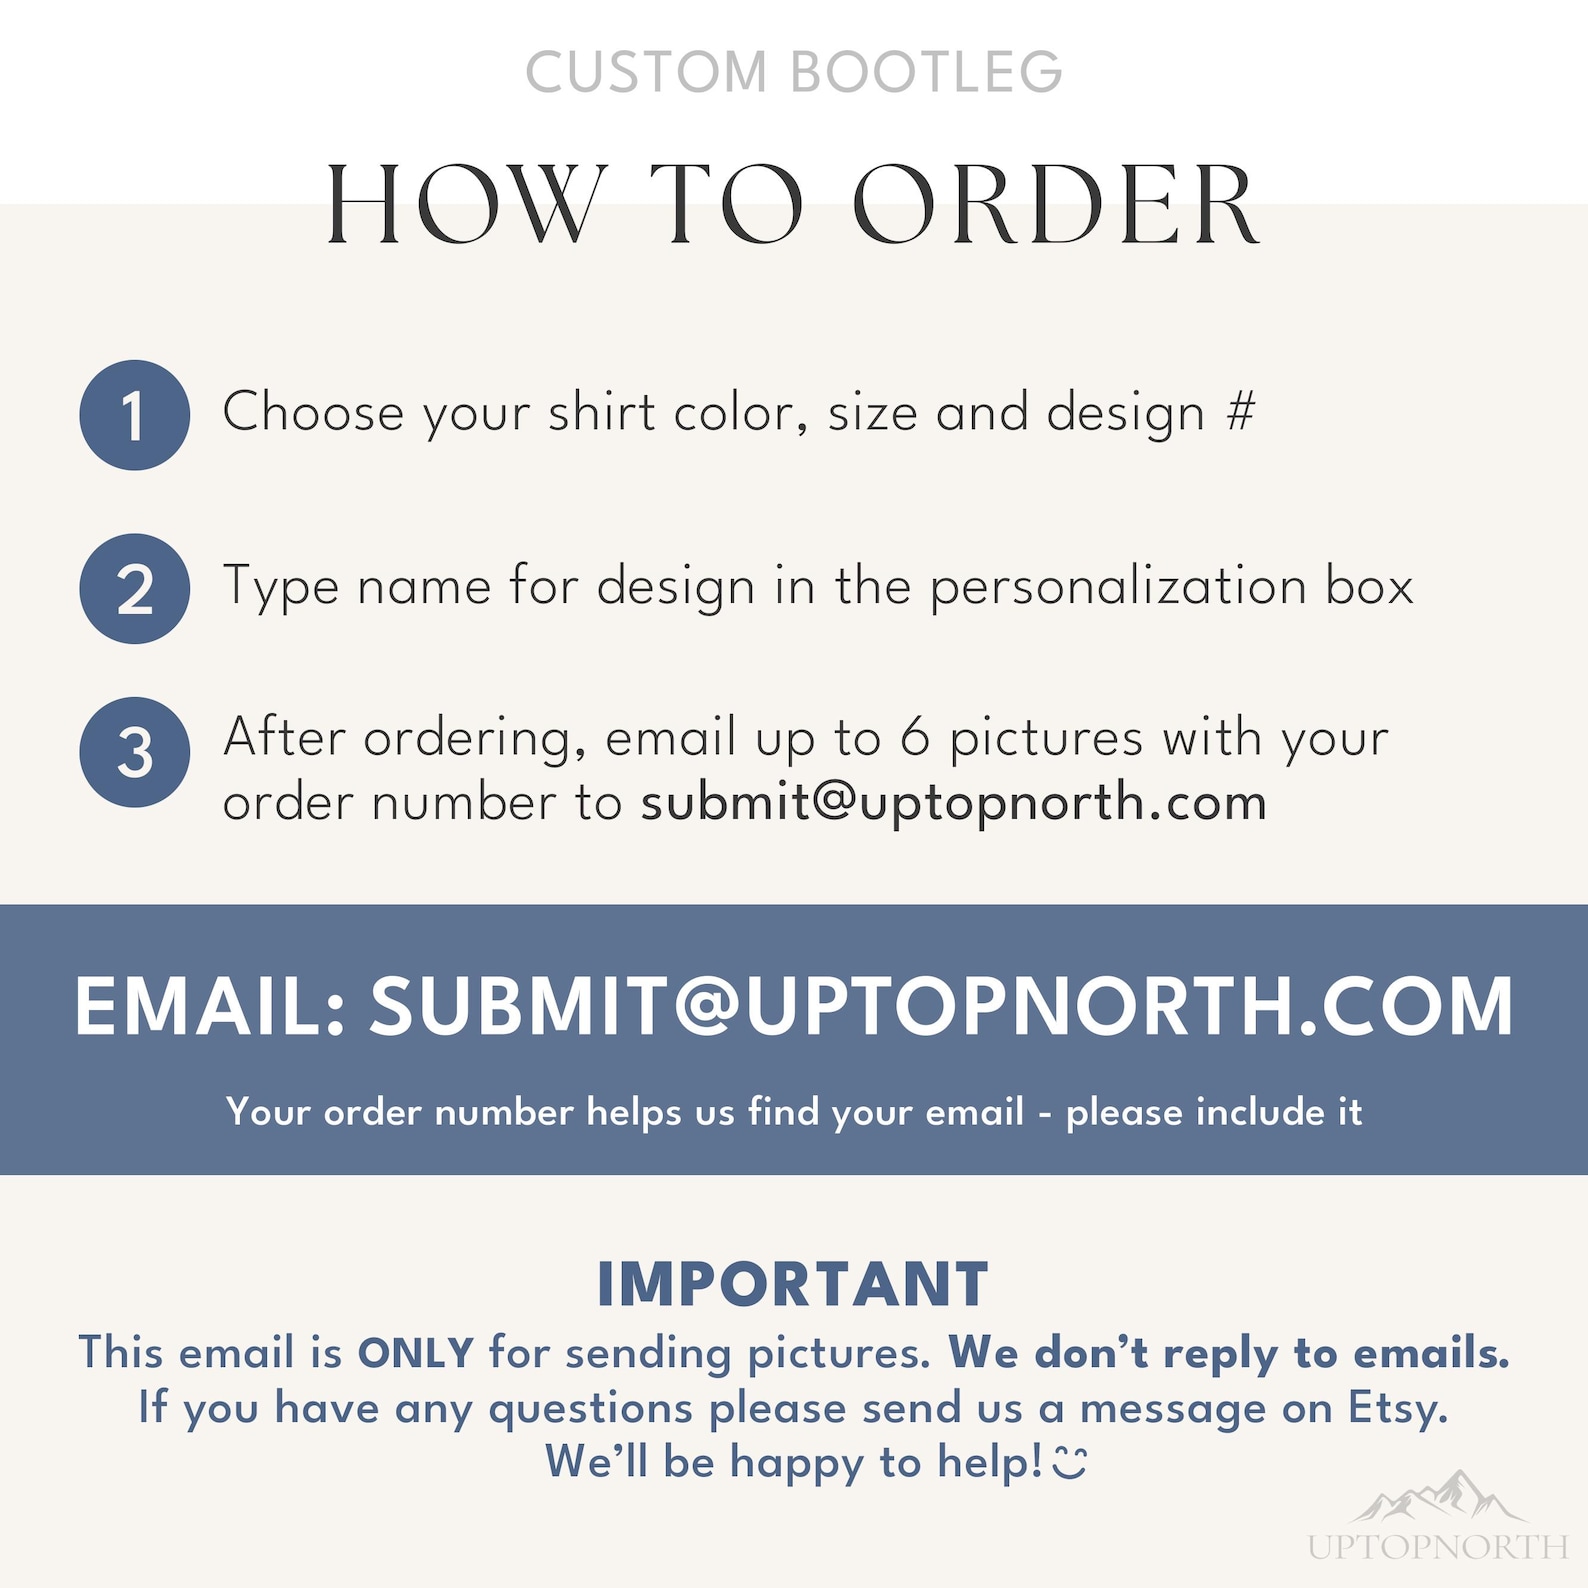 CUSTOM BOOTLEG
HOW TO ORDER
1 Choose your shirt color, size and design #
2 Type name for design in the personalization box
3 After ordering, email up to 6 pictures with your
order number to submit@uptopnorth.com
EMAIL: SUBMIT@UPTOPNORTH.COM
Your order number helps us find your email - please include it
IMPORTANT
This email is ONLY for sending pictures. We don’t reply to emails.
If you have any questions please send us a message on Etsy.
We’ll be happy to help!
UPTOPNORTH